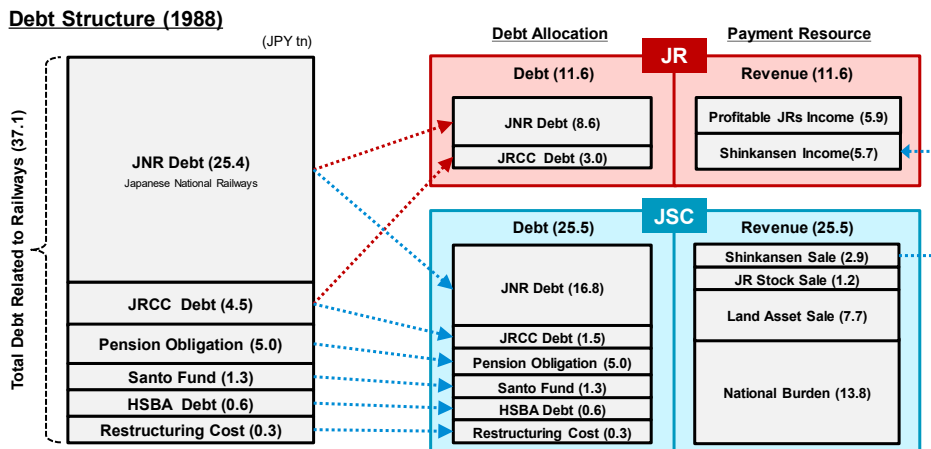 Debt Structure (1988)
(JPY tn)
Total Debt Related to Railways (37.1)
JNR Debt (25.4)
Japanese National Railways
JRCC Debt (4.5)
Pension Obligation (5.0)
Santo Fund (1.3)
HSBA Debt (0.6)
Restructuring Cost (0.3)
Debt Allocation
Payment Resource
JR
Debt (11.6)
JNR Debt (8.6)
JRCC Debt (3.0)
Revenue (11.6)
Profitable JRs Income (5.9)
Shinkansen Income(5.7)
JSC
Debt (25.5)
JNR Debt (16.8)
JRCC Debt (1.5)
Pension Obligation (5.0)
Santo Fund (1.3)
HSBA Debt (0.6)
Restructuring Cost (0.3)
Revenue (25.5)
Shinkansen Sale (2.9)
JR Stock Sale (1.2)
Land Asset Sale (7.7)
National Burden (13.8)